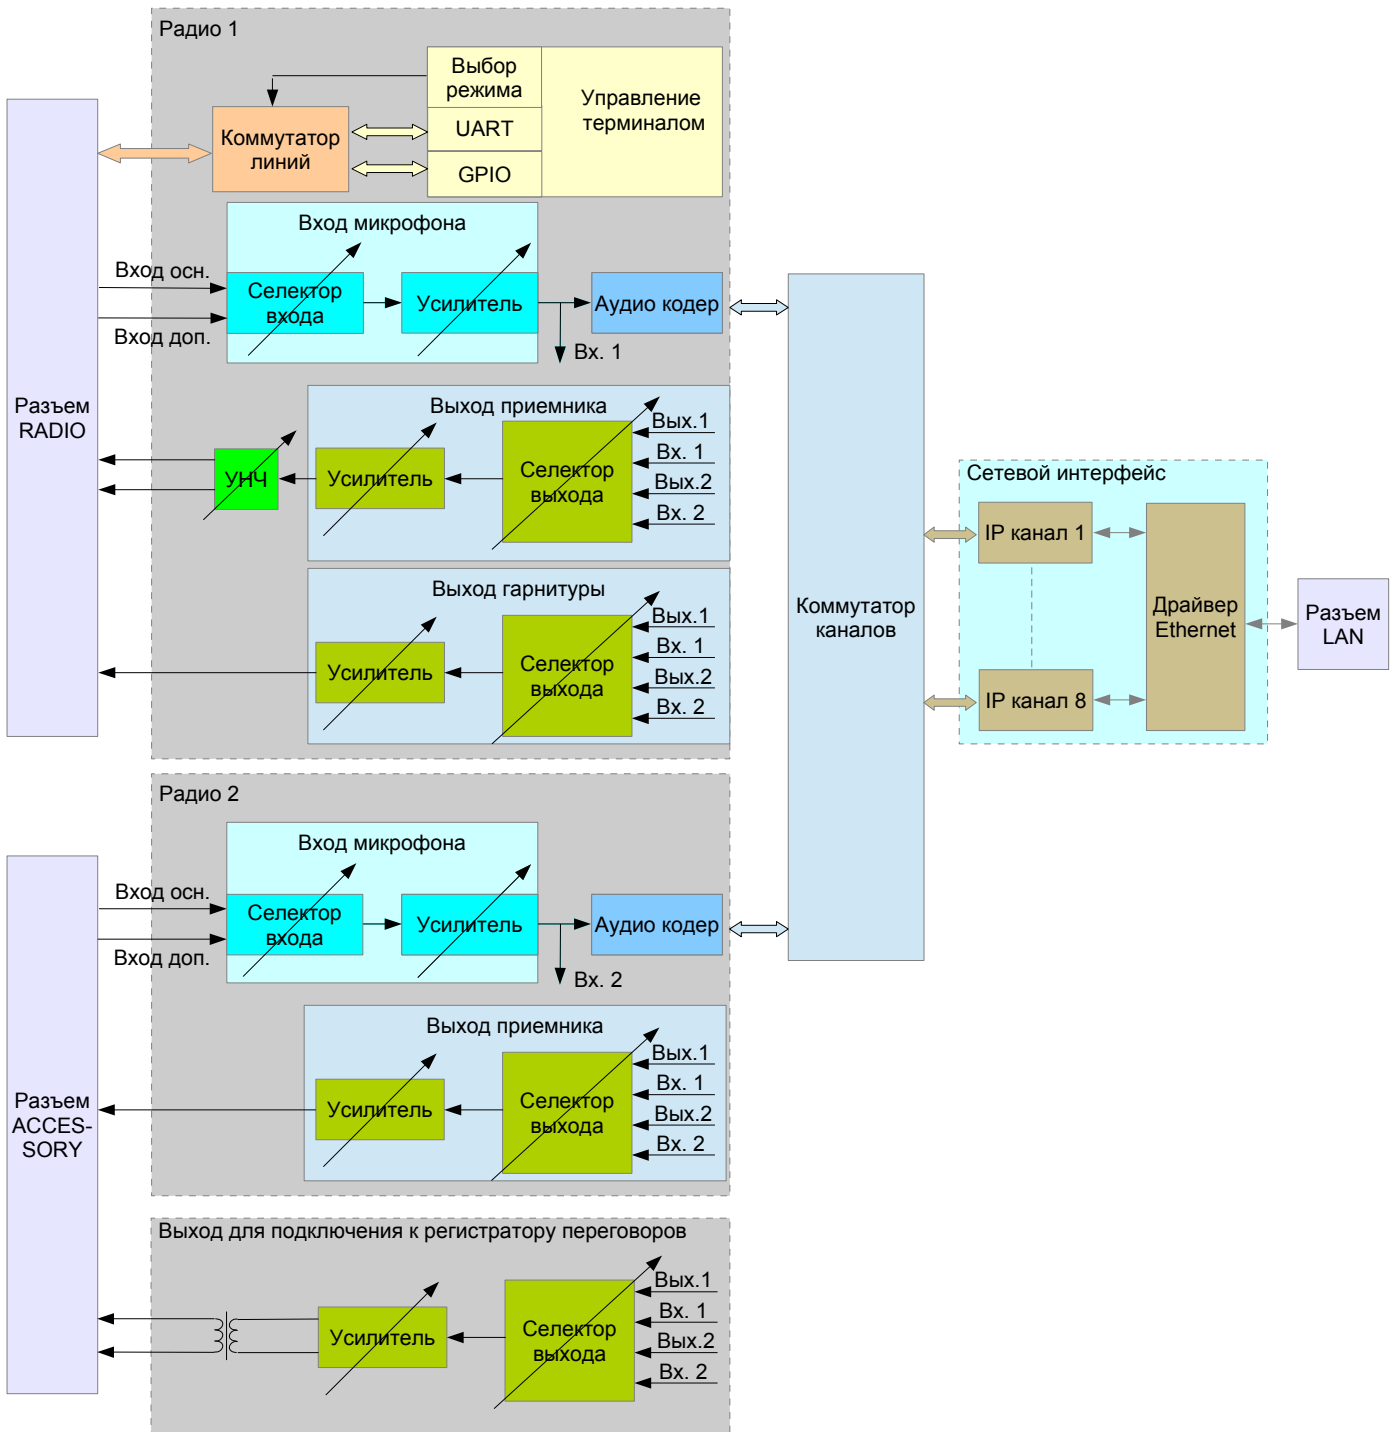 Радио 1
Выбор
режима
Управление
терминалом
UART
GPIO
Коммутатор
линий
Вход микрофона
Вход осн.
Вход доп.
Селектор
входа
Усилитель
Аудио кодер
Вх. 1
Разъем
RADIO
Выход приемника
УНЧ
Усилитель
Селектор
выхода
Вых.1
Вх. 1
Вых.2
Вх. 2
Выход гарнитуры
Усилитель
Селектор
выхода
Вых.1
Вх. 1
Вых.2
Вх. 2
Коммутатор
каналов
Сетевой интерфейс
IP канал 1
IP канал 8
Драйвер
Ethernet
Разъем
LAN
Радио 2
Вход микрофона
Вход осн.
Вход доп.
Селектор
входа
Усилитель
Аудио кодер
Вх. 2
Разъем
ACCES-
SORY
Выход приемника
Усилитель
Селектор
выхода
Вых.1
Вх. 1
Вых.2
Вх. 2
Выход для подключения к регистратору переговоров
Усилитель
Селектор
выхода
Вых.1
Вх. 1
Вых.2
Вх. 2